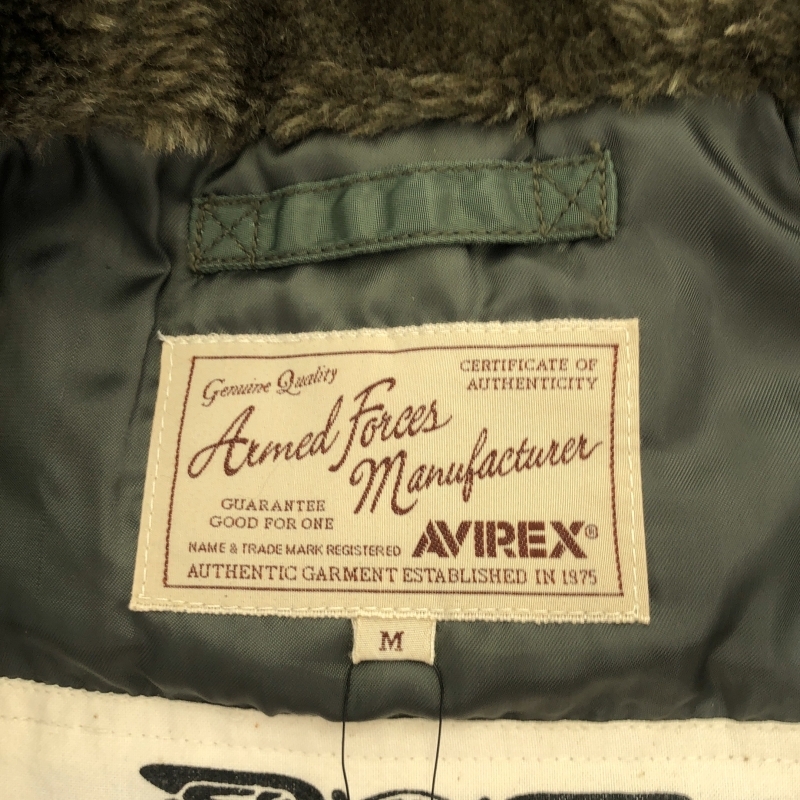 Genuine Quality
CERTIFICATE OF
AUTHENTICITY
Armed Forces
Manufacturer
GUARANTEE
GOOD FOR ONE
NAME & TRADE MARK REGISTERED
AVIREX®
AUTHENTIC GARMENT ESTABLISHED IN 1975
M